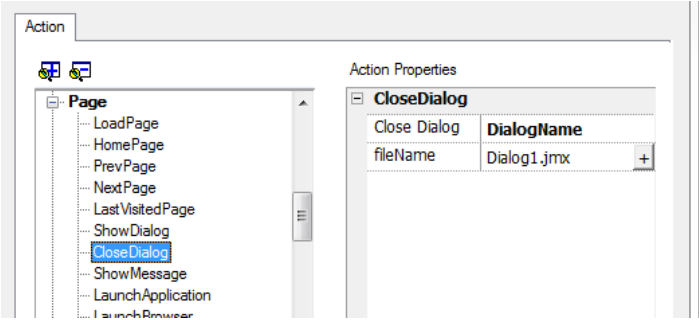 Action
Action Properties
Page
LoadPage
HomePage
PrevPage
NextPage
LastVisitedPage
ShowDialog
CloseDialog
ShowMessage
LaunchApplication
LaunchBrowser
CloseDialog
Close Dialog DialogName
fileName Dialog1.jmx +